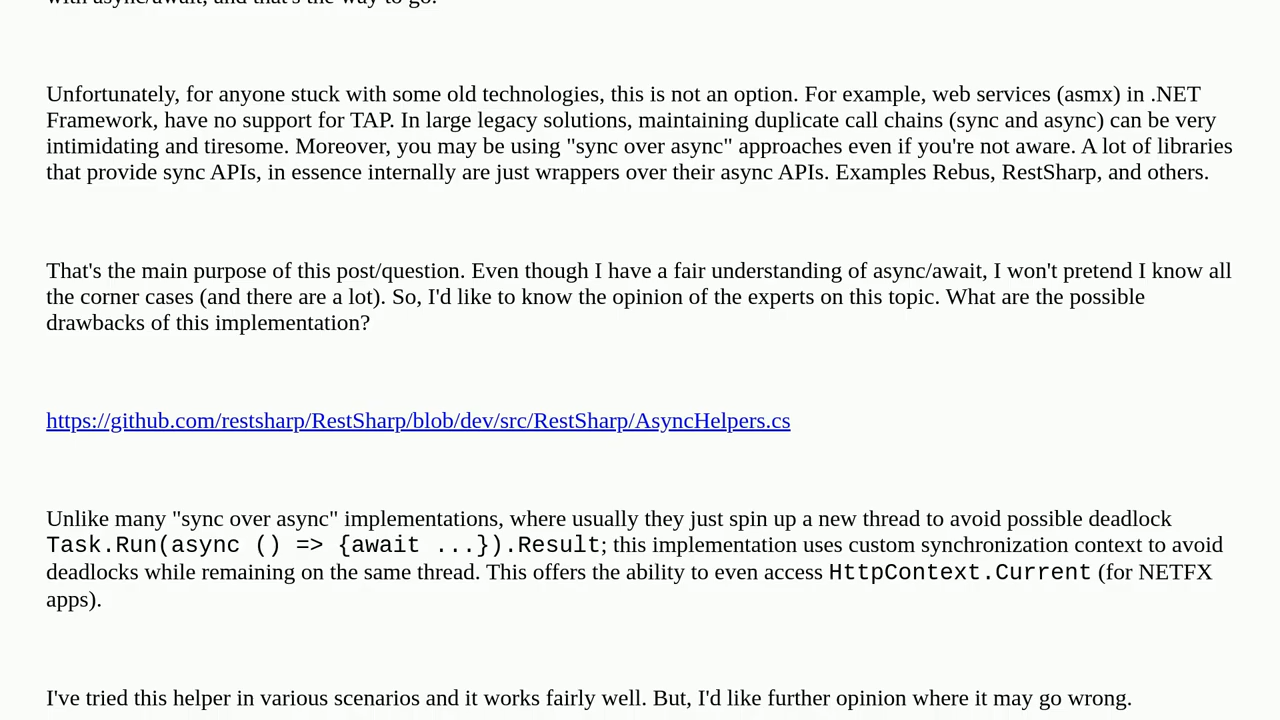 with async/await, and that's the way to go.
Unfortunately, for anyone stuck with some old technologies, this is not an option. For example, web services (asmx) in .NET
Framework, have no support for TAP. In large legacy solutions, maintaining duplicate call chains (sync and async) can be very
intimidating and tiresome. Moreover, you may be using "sync over async" approaches even if you're not aware. A lot of libraries
that provide sync APIs, in essence internally are just wrappers over their async APIs. Examples Rebus, RestSharp, and others.
That's the main purpose of this post/question. Even though I have a fair understanding of async/await, I won't pretend I know all
the corner cases (and there are a lot). So, I'd like to know the opinion of the experts on this topic. What are the possible
drawbacks of this implementation?
https://github.com/restsharp/RestSharp/blob/dev/src/RestSharp/AsyncHelpers.cs
Unlike many "sync over async" implementations, where usually they just spin up a new thread to avoid possible deadlock
Task.Run(async () => {await ...}).Result; this implementation uses custom synchronization context to avoid
deadlocks while remaining on the same thread. This offers the ability to even access HttpContext.Current (for NETFX
apps).
I've tried this helper in various scenarios and it works fairly well. But, I'd like further opinion where it may go wrong.